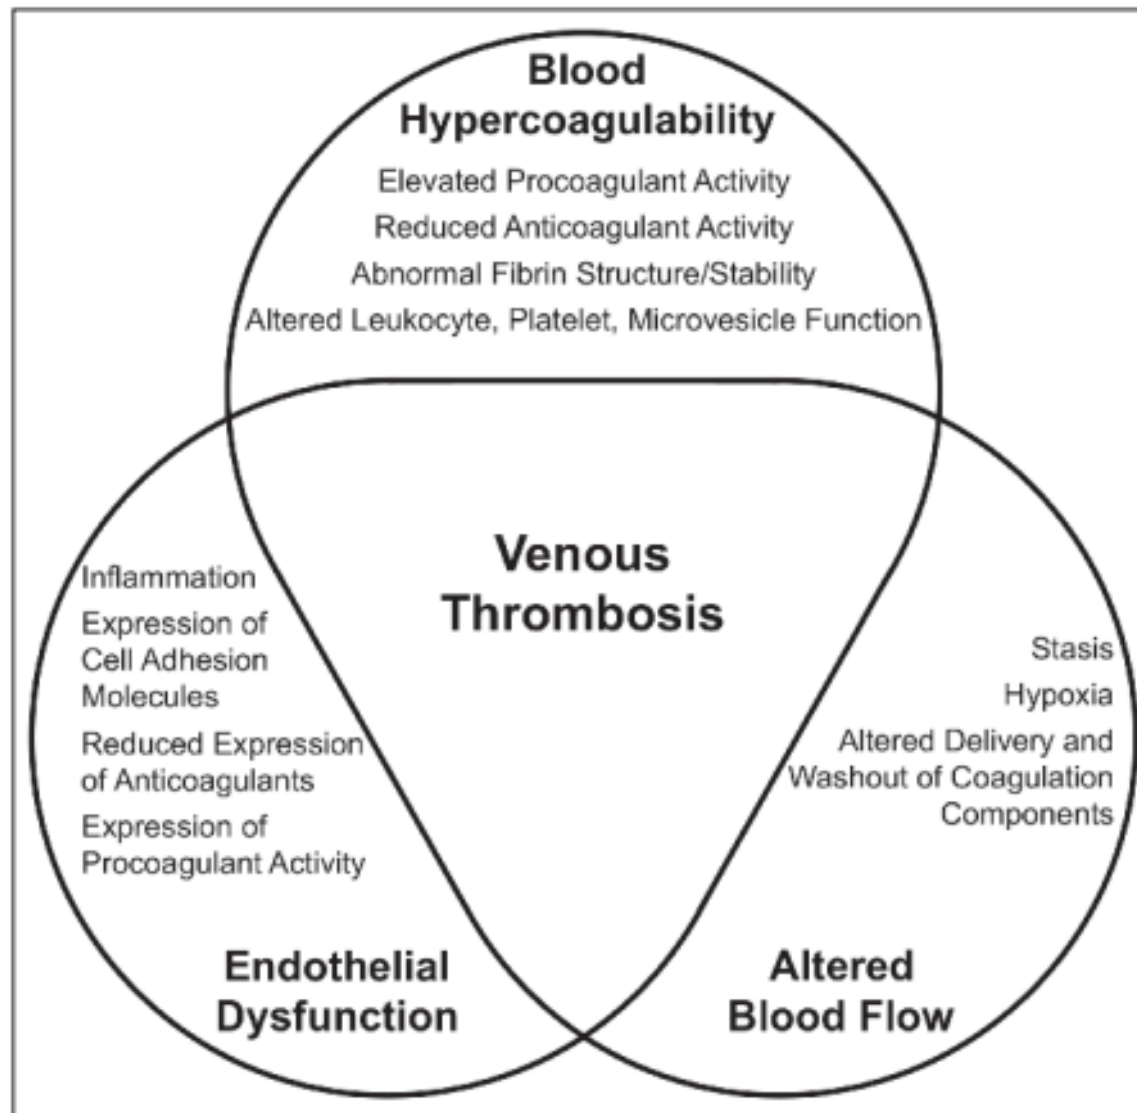 Blood
Hypercoagulability
Elevated Procoagulant Activity
Reduced Anticoagulant Activity
Abnormal Fibrin Structure/Stability
Altered Leukocyte, Platelet, Microvesicle Function
Venous
Thrombosis
Inflammation
Expression of
Cell Adhesion
Molecules
Reduced Expression
of Anticoagulants
Expression of
Procoagulant Activity
Endothelial
Dysfunction
Stasis
Hypoxia
Altered Delivery and
Washout of Coagulation
Components
Altered
Blood Flow